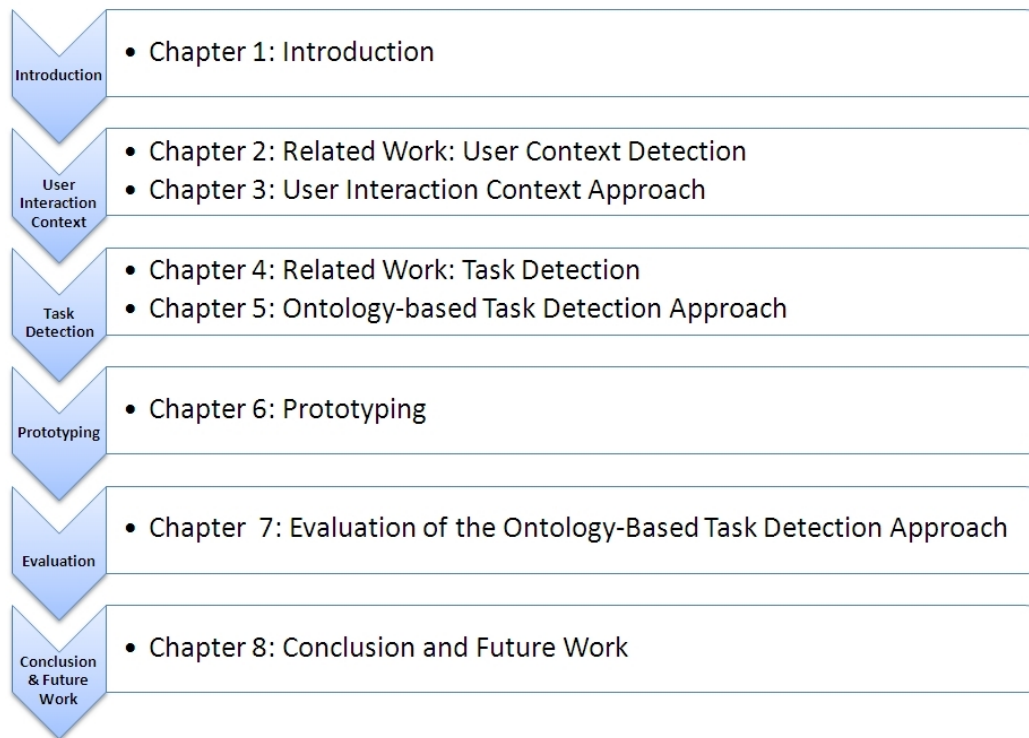 Introduction
• Chapter 1: Introduction
User
Interaction
Context
• Chapter 2: Related Work: User Context Detection
• Chapter 3: User Interaction Context Approach
Task
Detection
• Chapter 4: Related Work: Task Detection
• Chapter 5: Ontology-based Task Detection Approach
Prototyping
• Chapter 6: Prototyping
Evaluation
• Chapter 7: Evaluation of the Ontology-Based Task Detection Approach
Conclusion
& Future
Work
• Chapter 8: Conclusion and Future Work